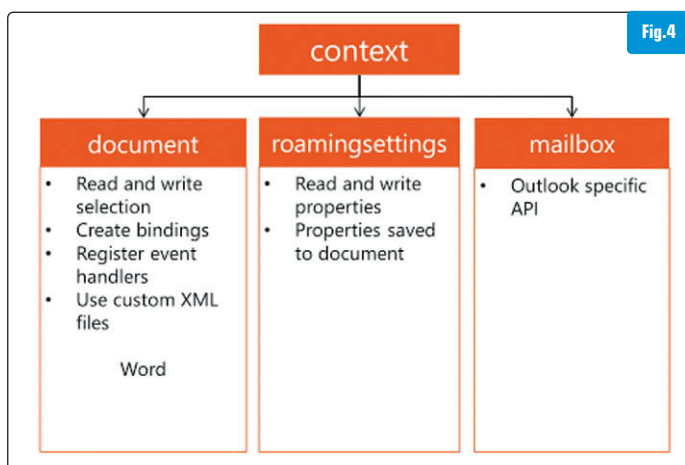 Fig.4
context
document
• Read and write
selection
• Create bindings
• Register event
handlers
• Use custom XML
files
Word
roamingsettings
• Read and write
properties
• Properties saved
to document
mailbox
• Outlook specific
API